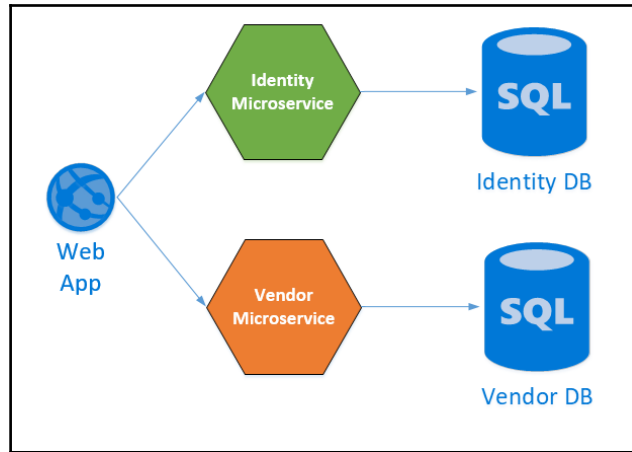 Identity
Microservice
SQL
Identity DB
Web
App
Vendor
Microservice
SQL
Vendor DB